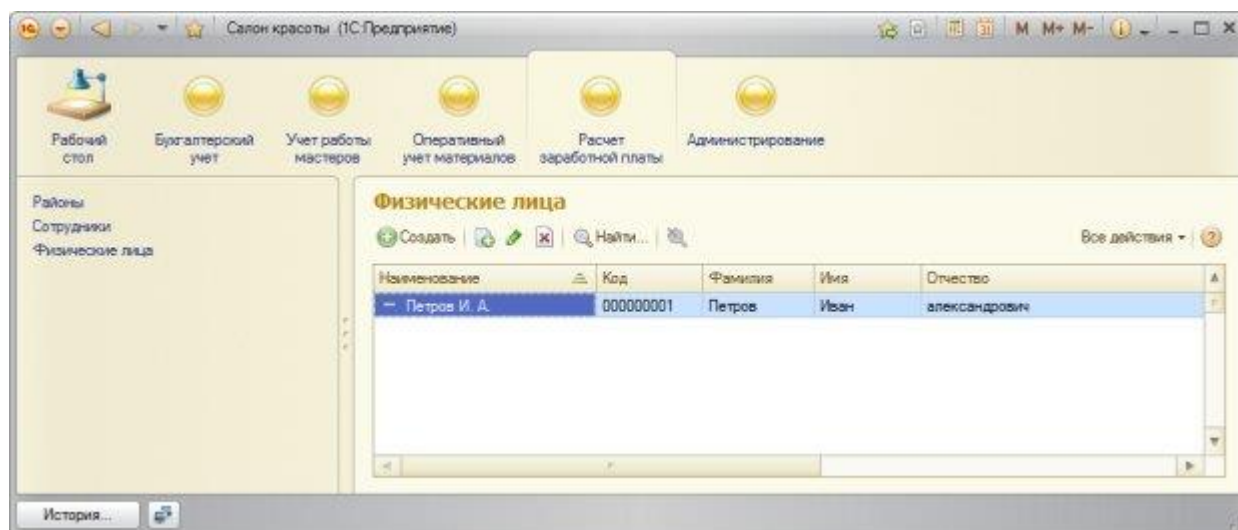 Салон красоты (1С:Предприятие)
31 M M+ M-
Рабочий
стол
Бухгалтерский
учет
Учет работы
мастеров
Оперативный
учет материалов
Расчет
заработной платы
Администрирование
Районы
Сотрудники
Физические лица
Физические лица
Создать Найти... Все действия
Наименование Код Фамилия Имя Отчество
Петров И. А. 000000001 Петров Иван александрович
История...